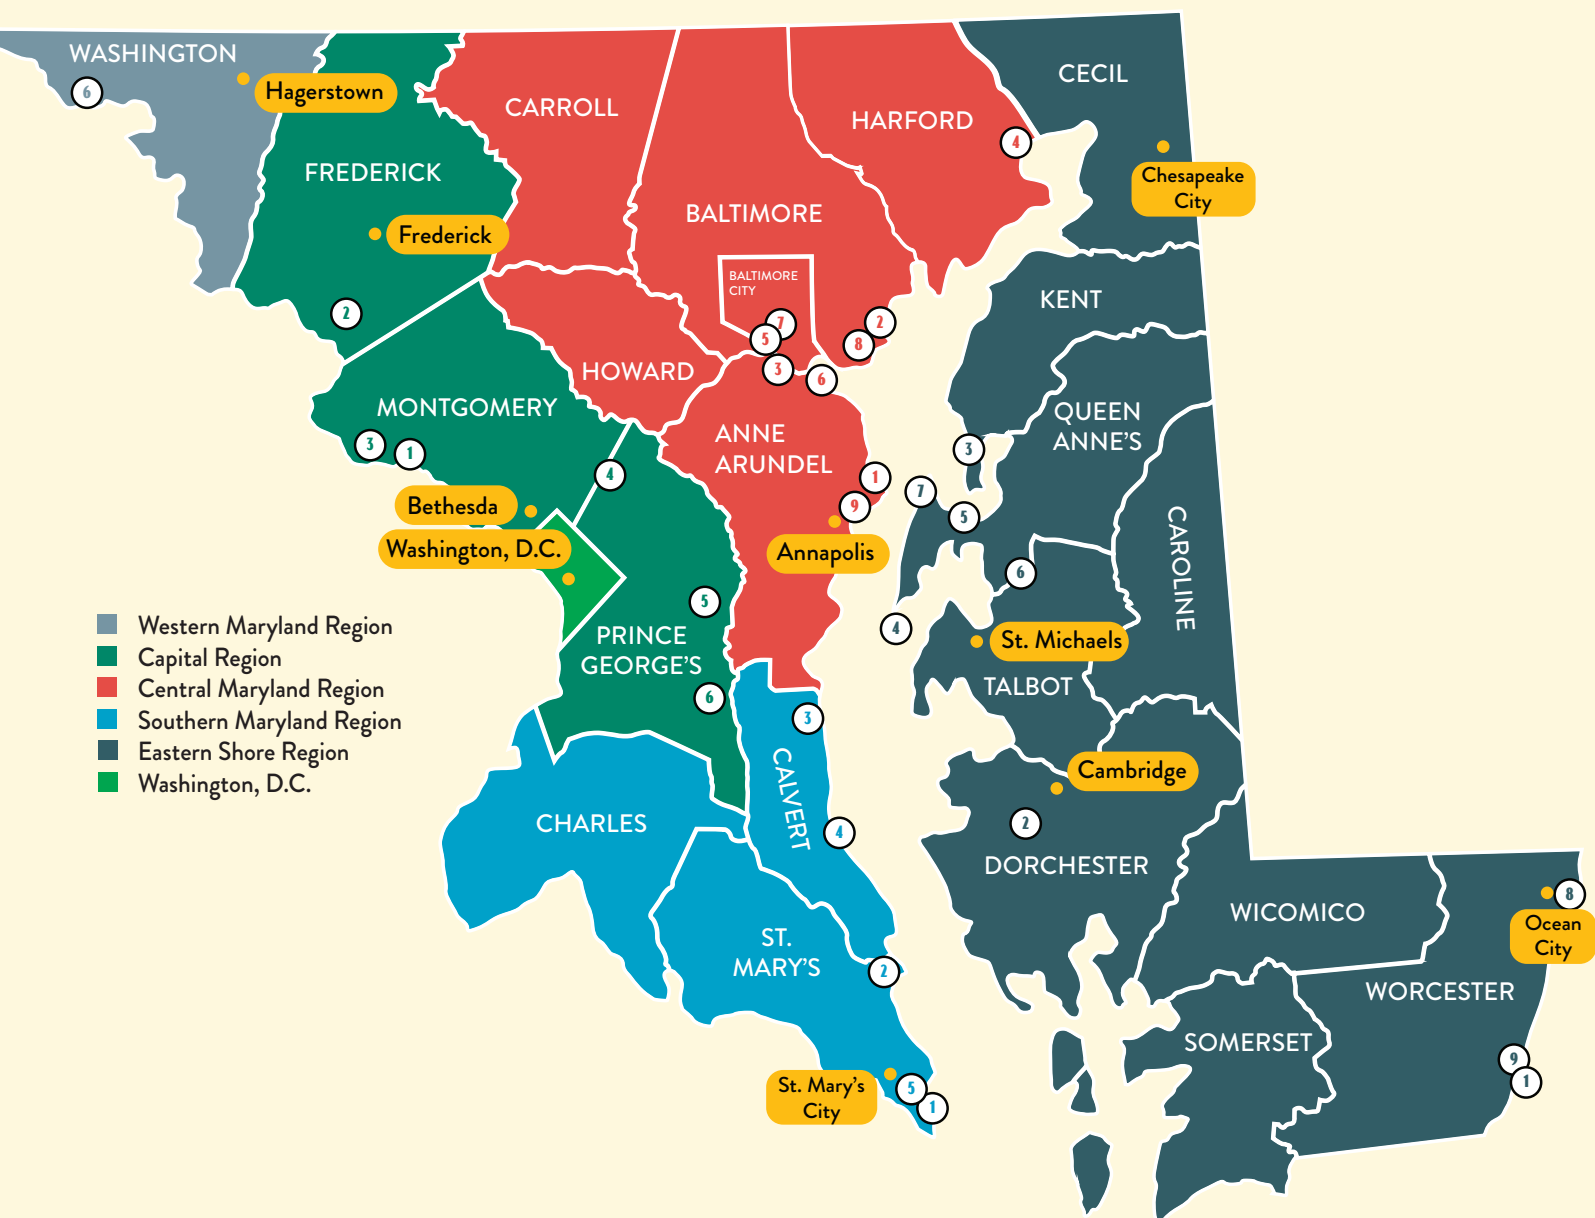 WASHINGTON
6
Hagerstown
FREDERICK
Frederick
2
CARROLL
BALTIMORE
BALTIMORE
CITY
7
5
2
8
HARFORD
4
CECIL
Chesapeake
City
KENT
HOWARD
3
6
MONTGOMERY
3
1
4
Bethesda
Washington, D.C.
ANNE
ARUNDEL
1
9
Annapolis
QUEEN
ANNE'S
3
7
5
6
4
CAROLINE
St. Michaels
TALBOT
5
PRINCE
GEORGE'S
6
Western Maryland Region
Capital Region
Central Maryland Region
Southern Maryland Region
Eastern Shore Region
Washington, D.C.
3
CALVERT
4
CHARLES
ST.
MARY'S
2
St. Mary's
City
5
1
Cambridge
2
DORCHESTER
WICOMICO
8
Ocean
City
WORCESTER
SOMERSET
9
1